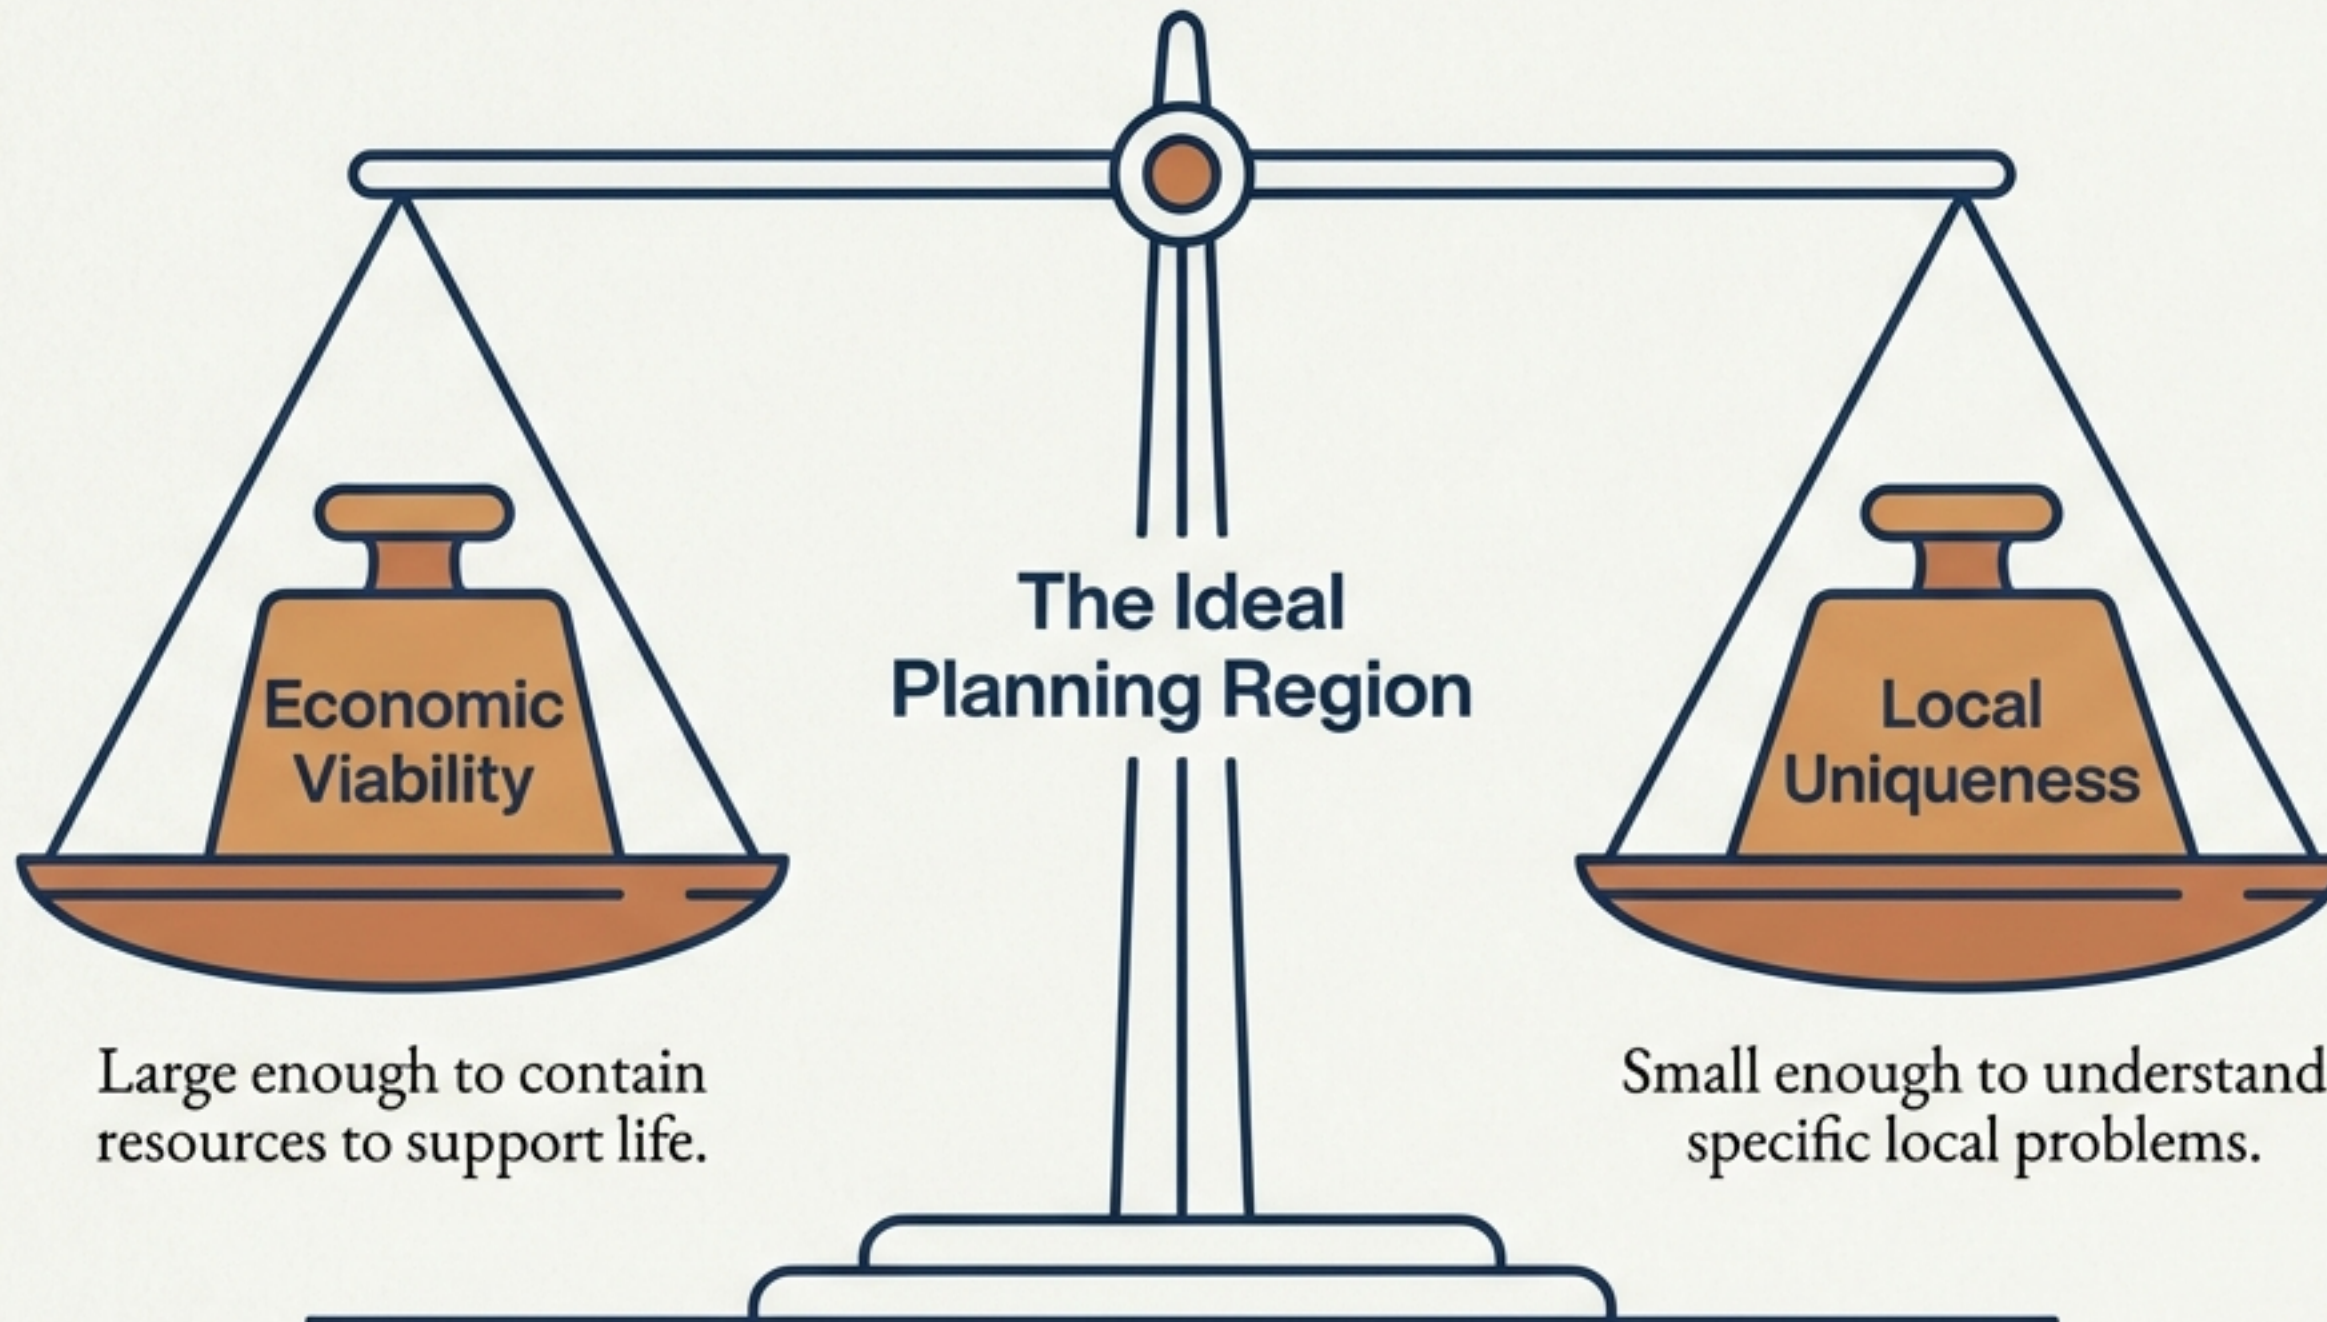 The Ideal
Planning Region
Economic
Viability
Local
Uniqueness
Large enough to contain
resources to support life.
Small enough to understand
specific local problems.